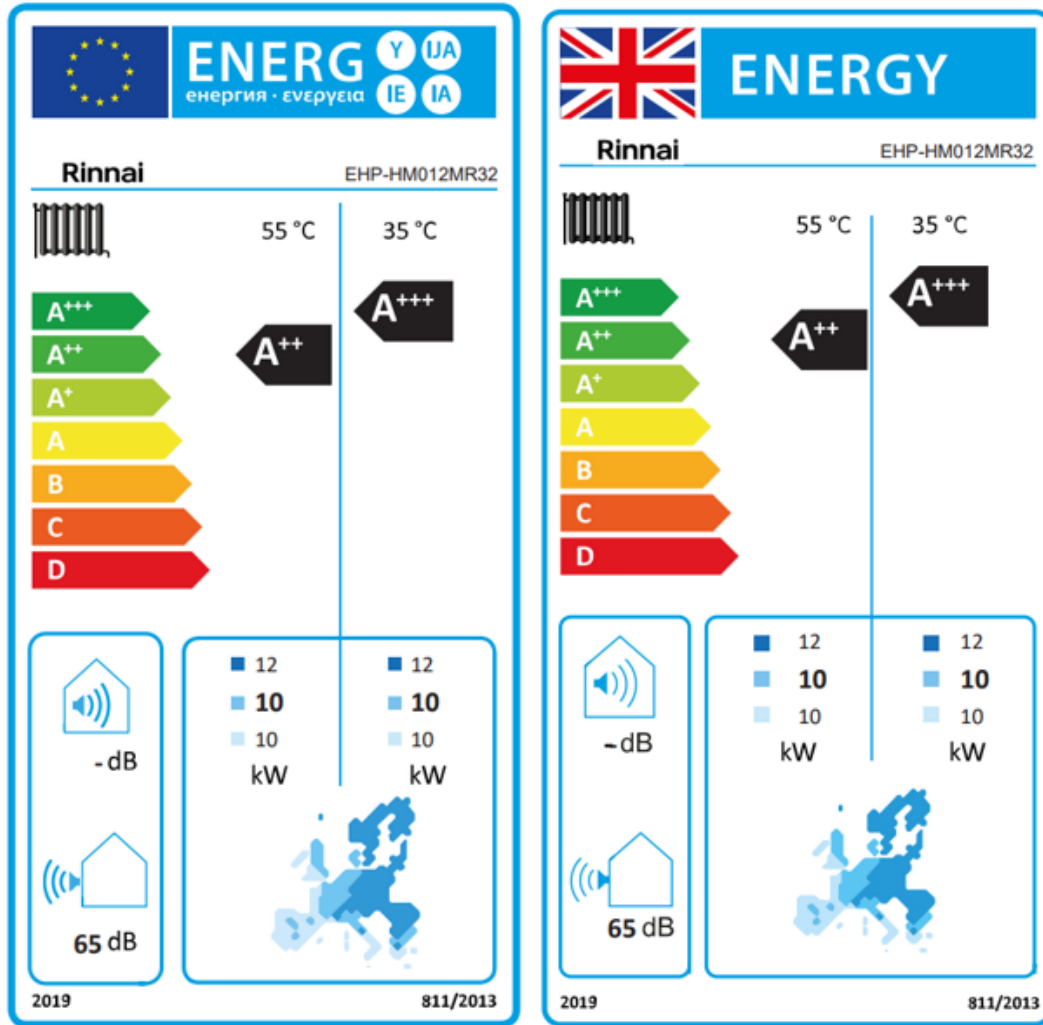 ENERG Y IJA
енергия · ενεργεια IE IA
Rinnai EHP-HM012MR32
55 °C 35 °C
A+++ A+++
A++ A++
A+
A
B
C
D
12 12
10 10
10 10
kW kW
- dB
65 dB
2019 811/2013
ENERGY
Rinnai EHP-HM012MR32
55 °C 35 °C
A+++ A+++
A++ A++
A+
A
B
C
D
12 12
10 10
10 10
kW kW
- dB
65 dB
2019 811/2013